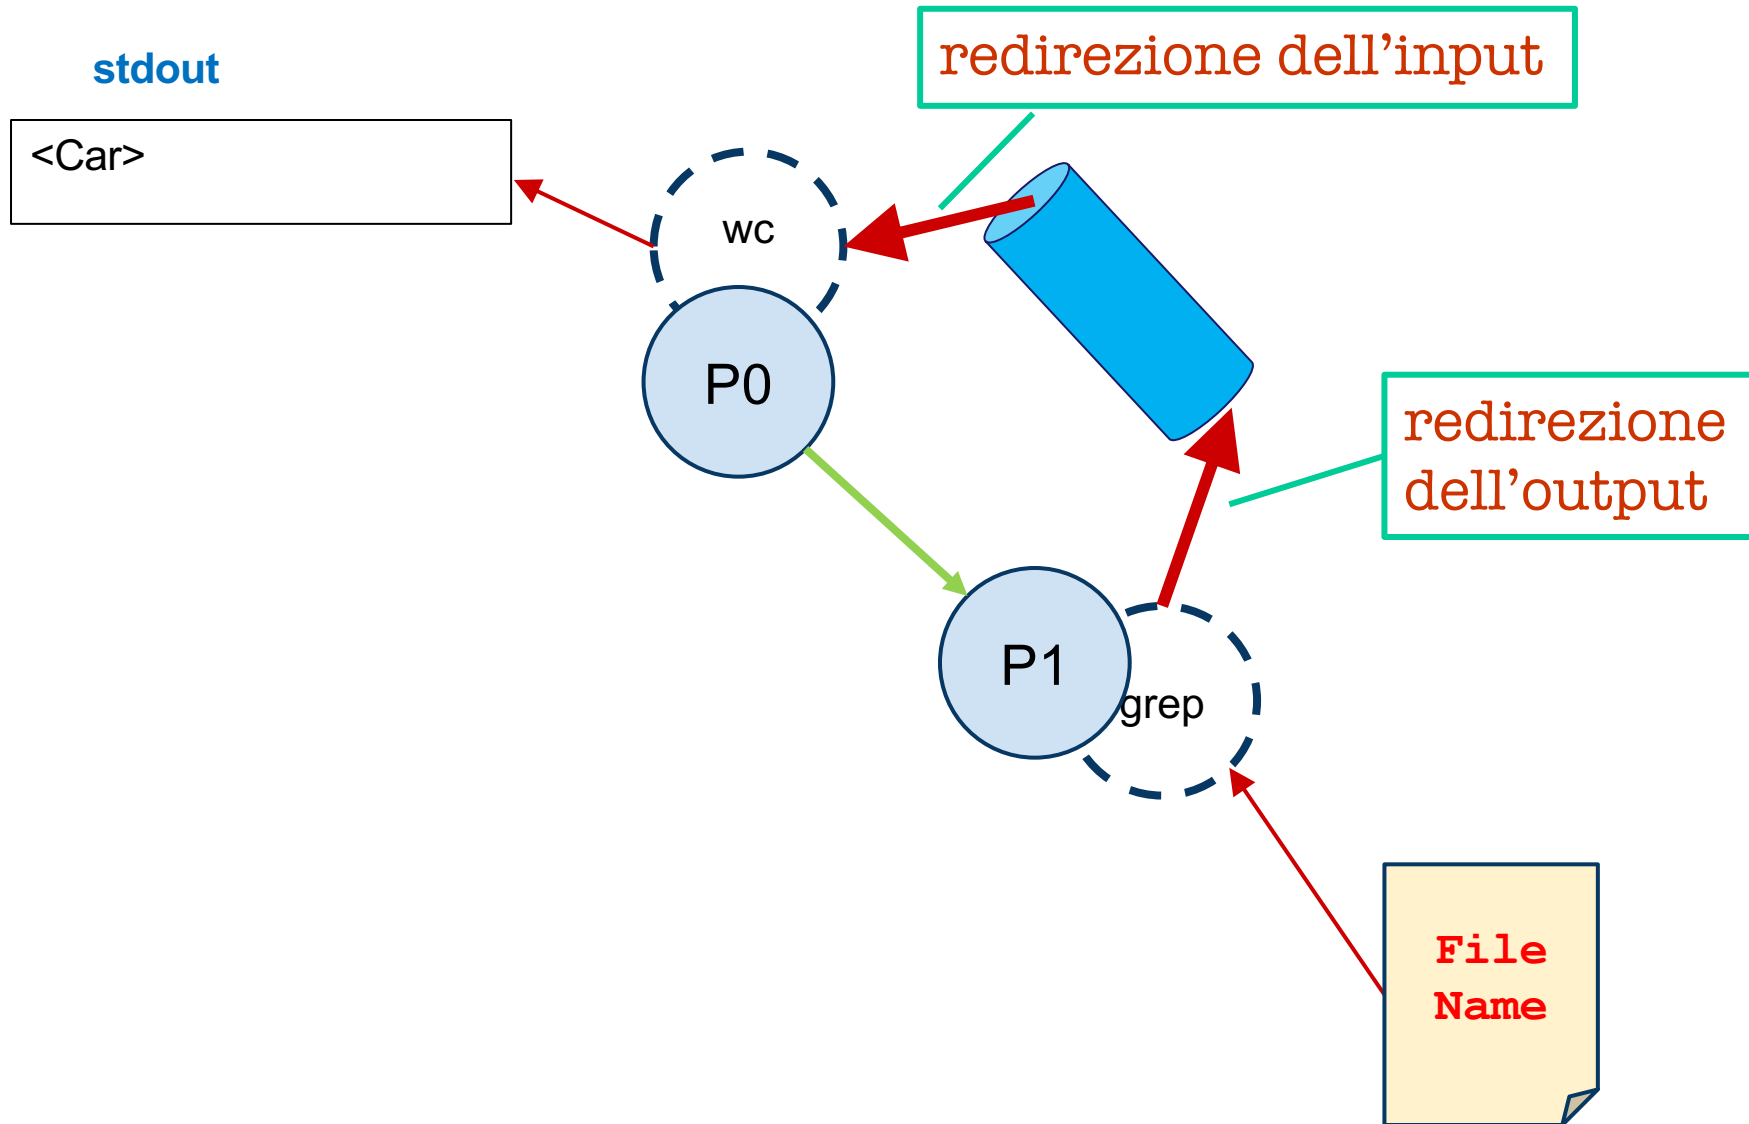 stdout
<Car>
redirezione dell’input
wc
P0
redirezione
dell’output
P1
grep
File
Name